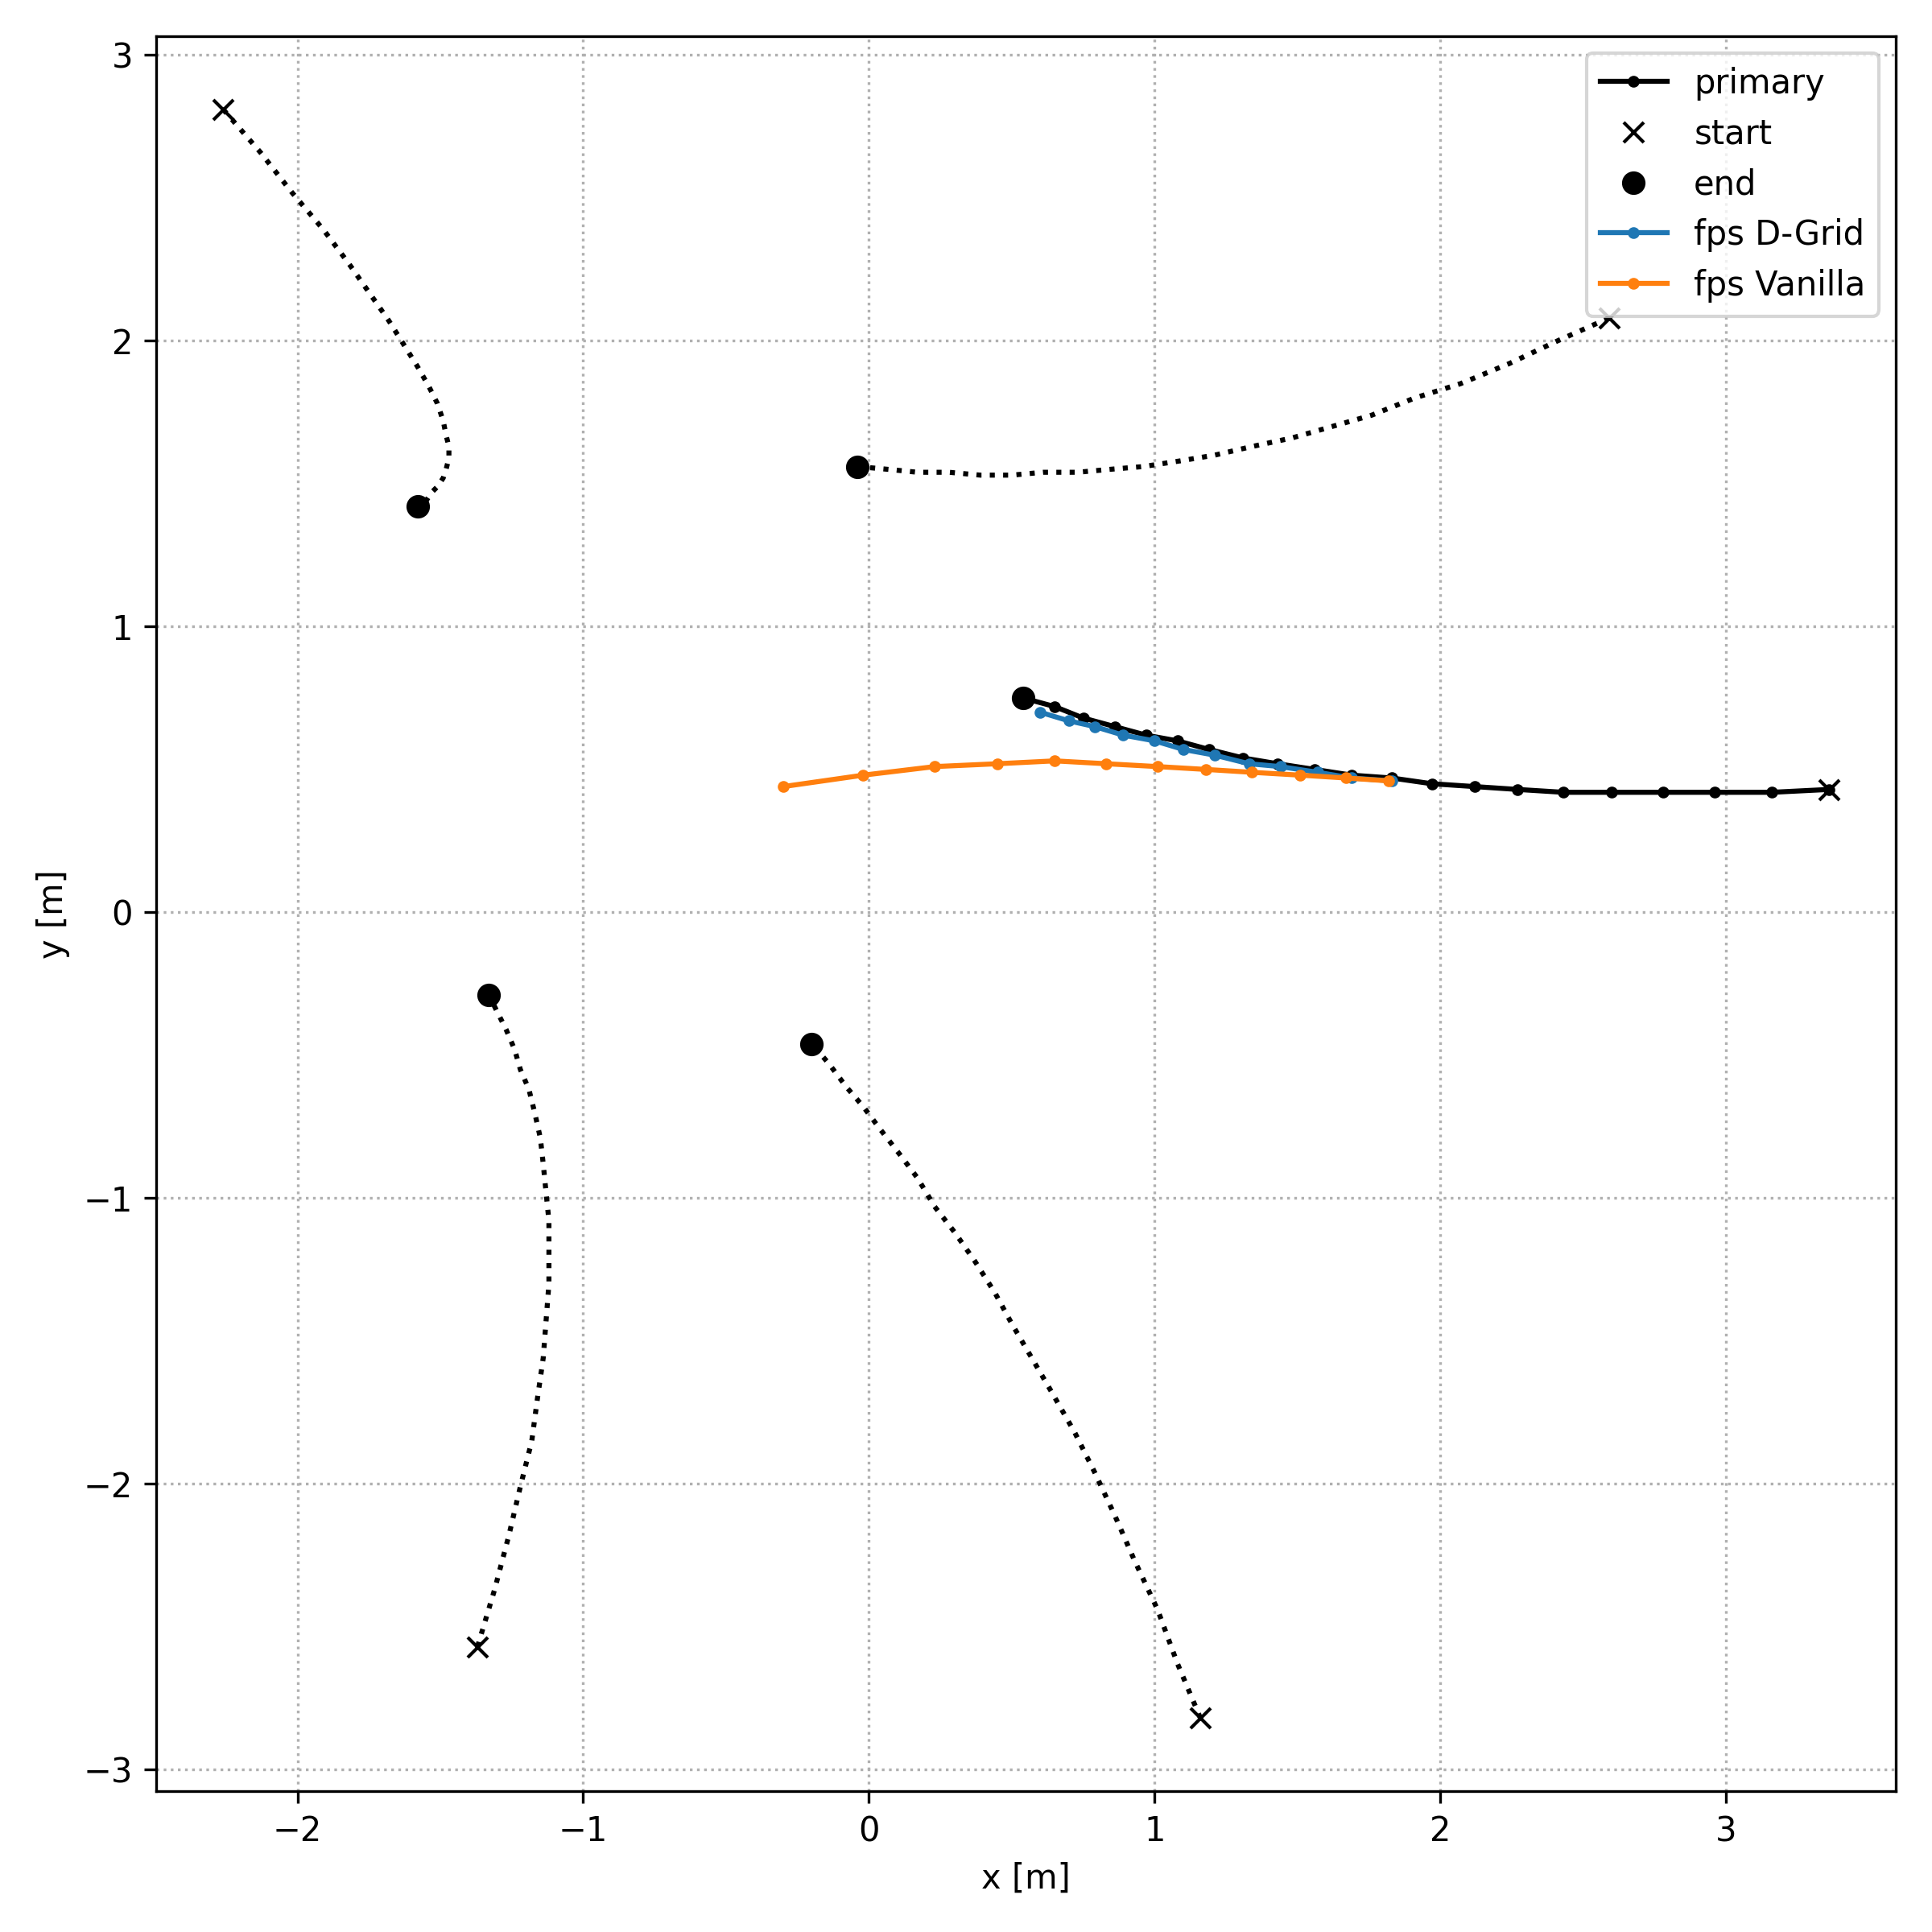 3
2
1
0
−1
−2
−3
y [m]
primary
start
end
fps D-Grid
fps Vanilla
−2 −1 0 1 2 3
x [m]